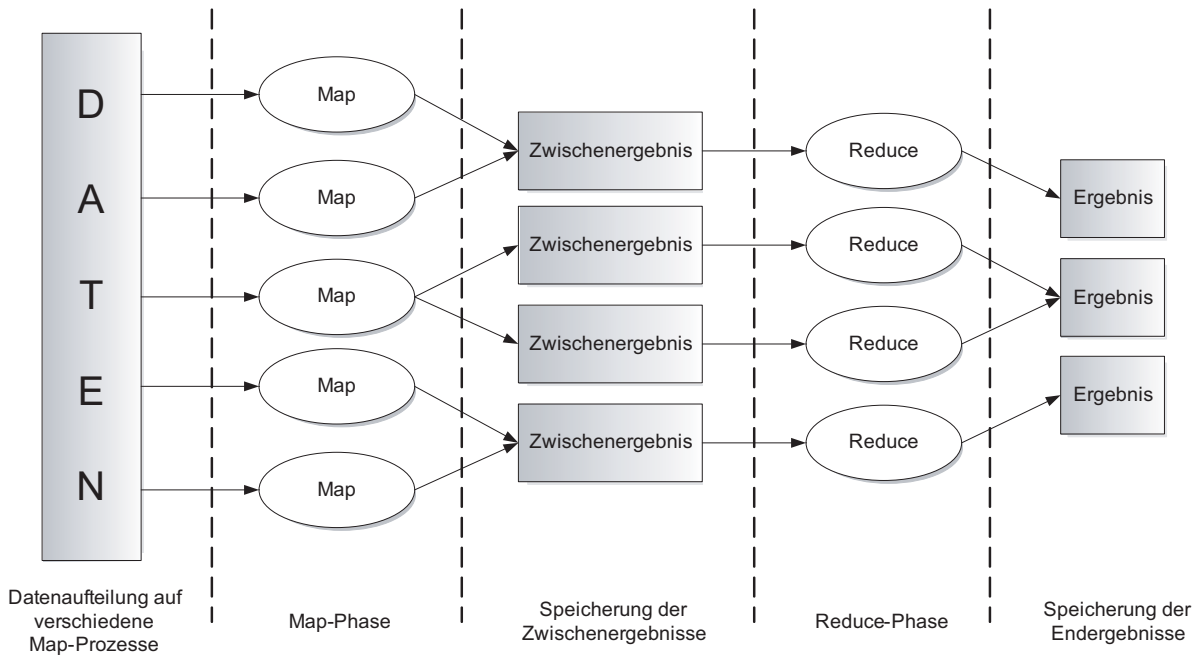 D
A
T
E
N
Map
Map
Map
Map
Map
Zwischenergebnis
Zwischenergebnis
Zwischenergebnis
Zwischenergebnis
Reduce
Reduce
Reduce
Reduce
Ergebnis
Ergebnis
Ergebnis
Datenaufteilung auf
verschiedene
Map-Prozesse
Map-Phase
Speicherung der
Zwischenergebnisse
Reduce-Phase
Speicherung der
Endergebnisse